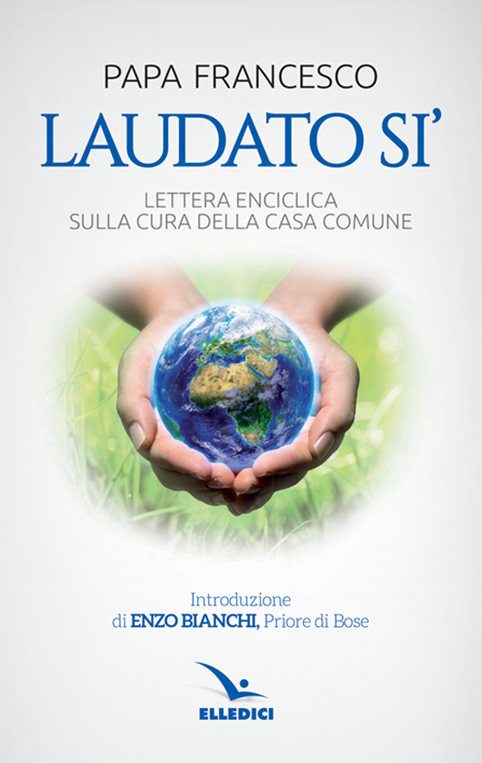 PAPA FRANCESCO
LAUDATO SI’
LETTERA ENCICLICA
SULLA CURA DELLA CASA COMUNE
Introduzione
di ENZO BIANCHI, Priore di Bose
ELLEDICI